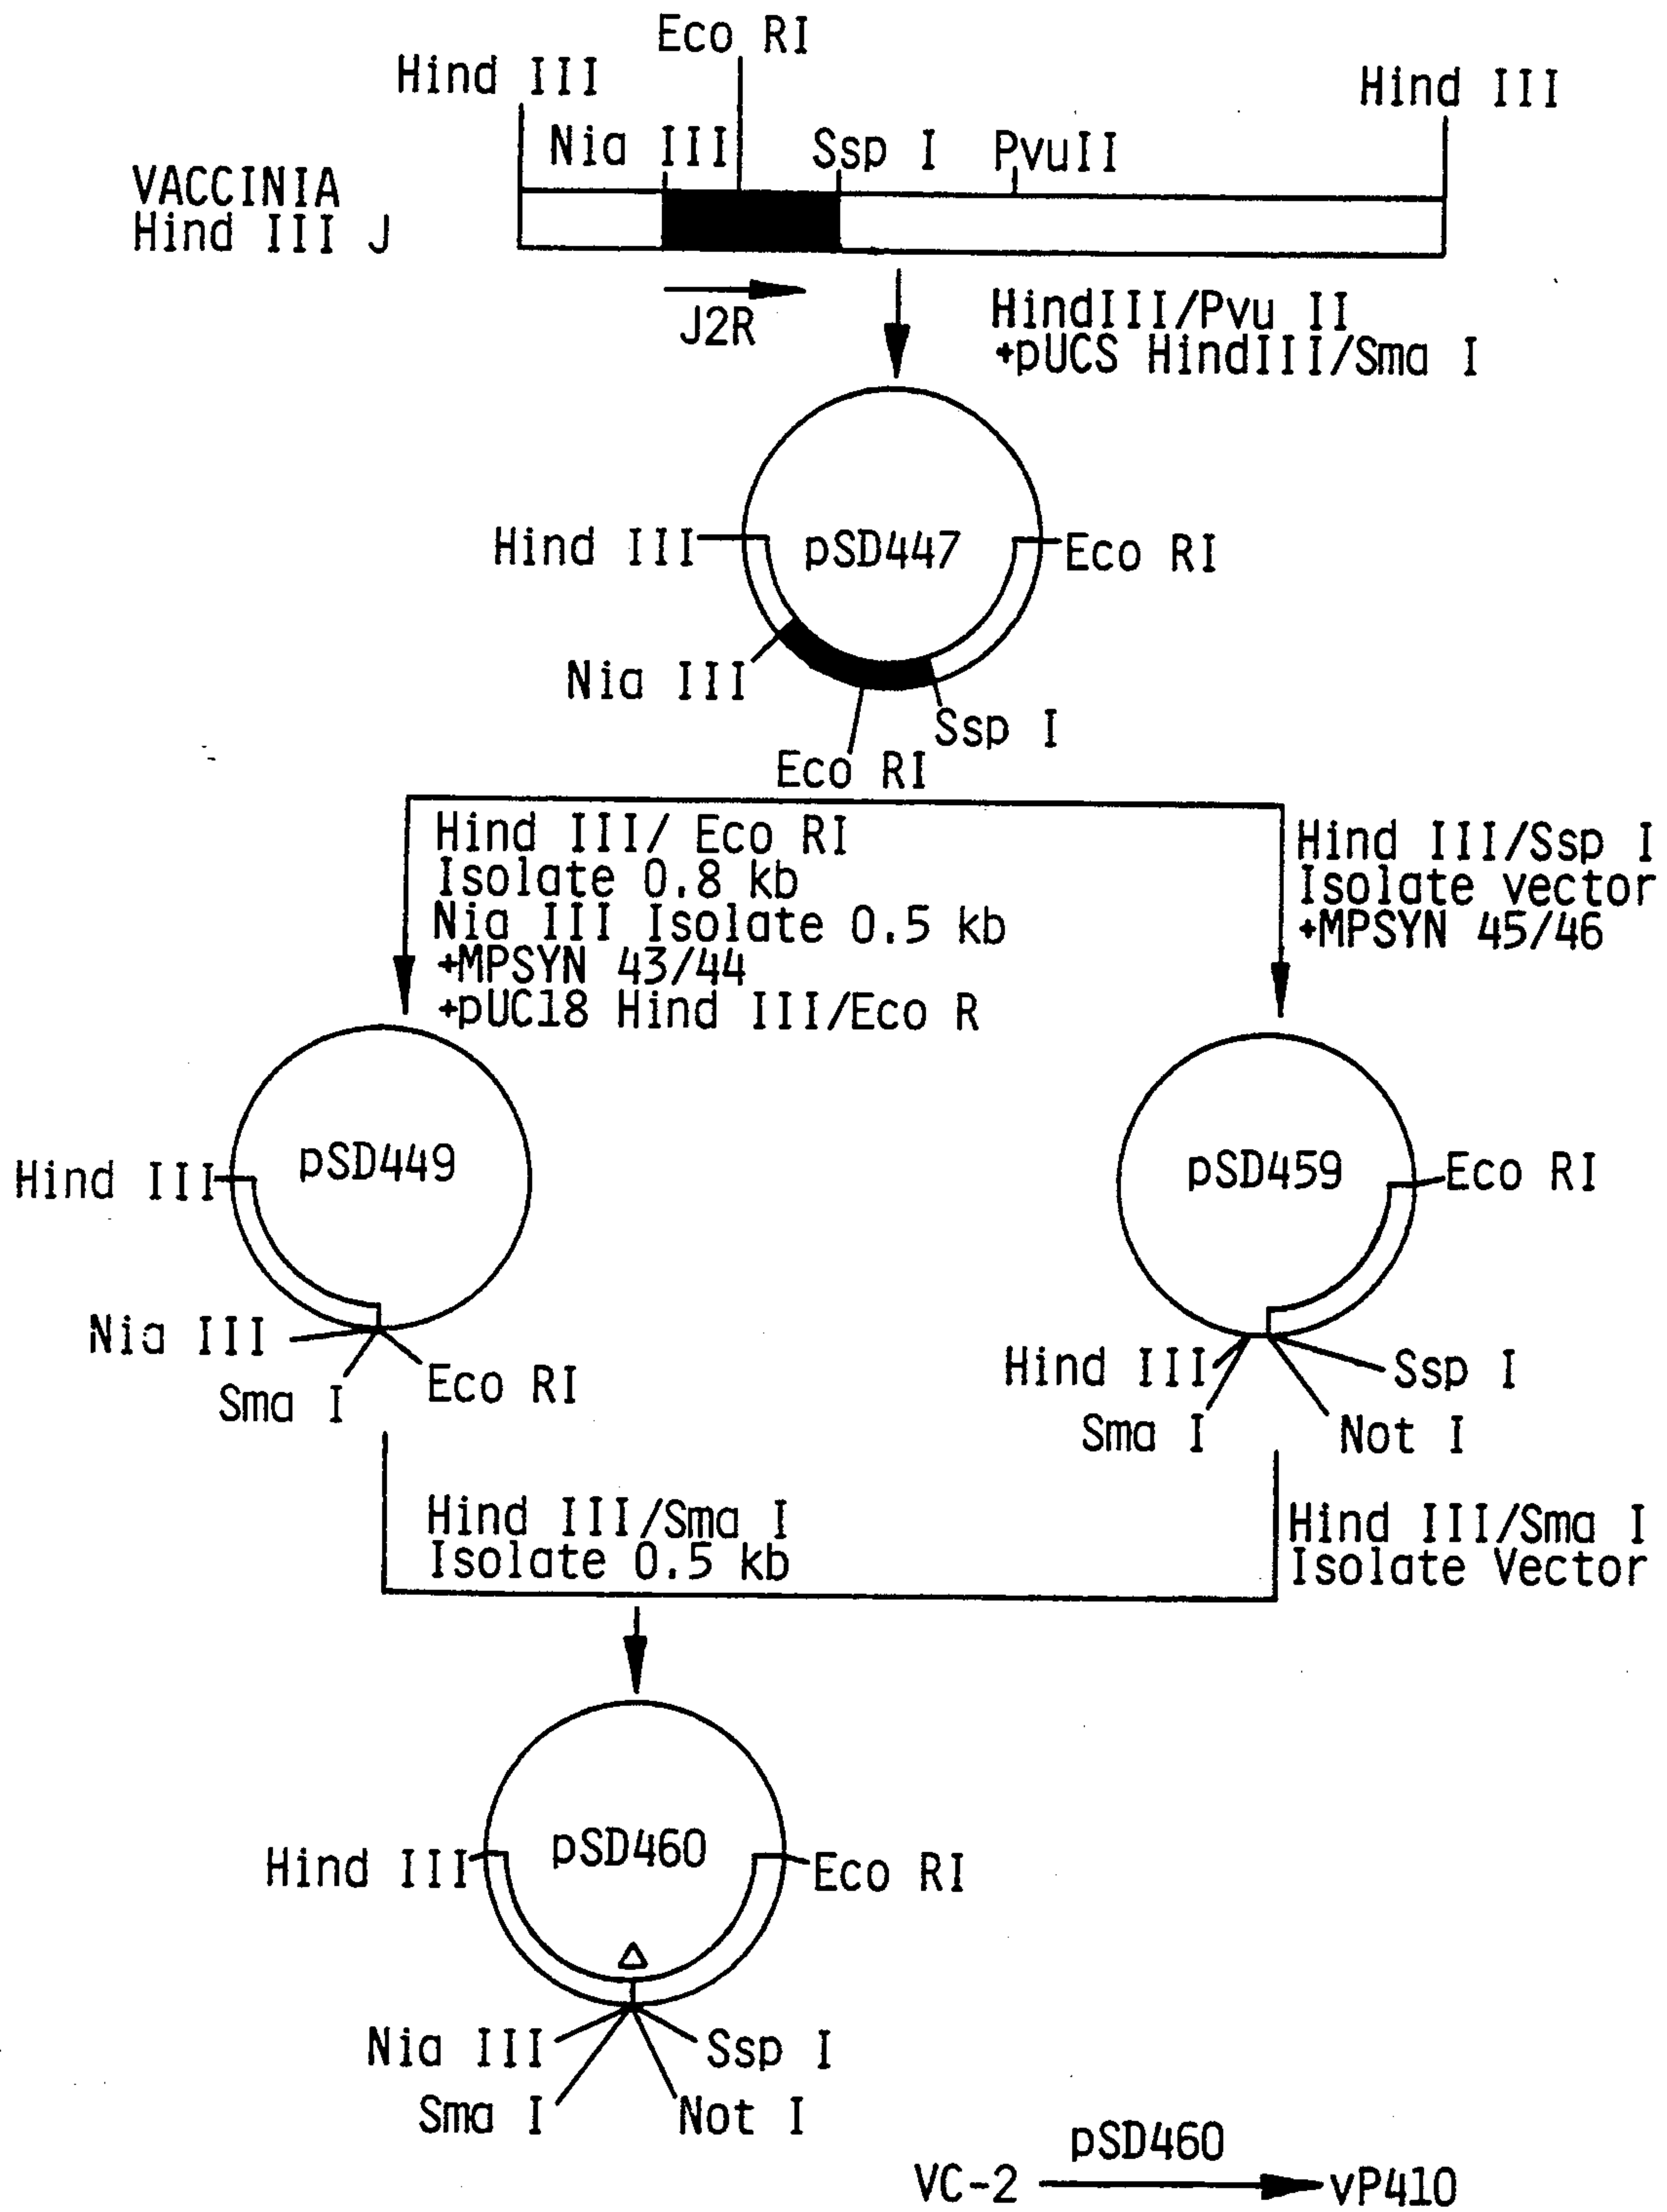 Eco RI
Hind III
Hind III
Nia III
Ssp I
PvuII
VACCINIA
Hind III J
J2R
HindIII/Pvu II
+pUCS HindIII/Sma I
Hind III
pSD447
Eco RI
Nia III
Ssp I
Eco RI
Hind III/ Eco RI
Isolate 0.8 kb
Nia III Isolate 0.5 kb
+MPSYN 43/44
+pUC18 Hind III/Eco R
Hind III/Ssp I
Isolate vector
+MPSYN 45/46
Hind III
pSD449
Nia III
Sma I
Eco RI
pSD459
Eco RI
Hind III
Sma I
Ssp I
Not I
Hind III/Sma I
Isolate 0.5 kb
Hind III/Sma I
Isolate Vector
Hind III
pSD460
Eco RI
Δ
Nia III
Ssp I
Sma I
Not I
pSD460
VC-2
vP410